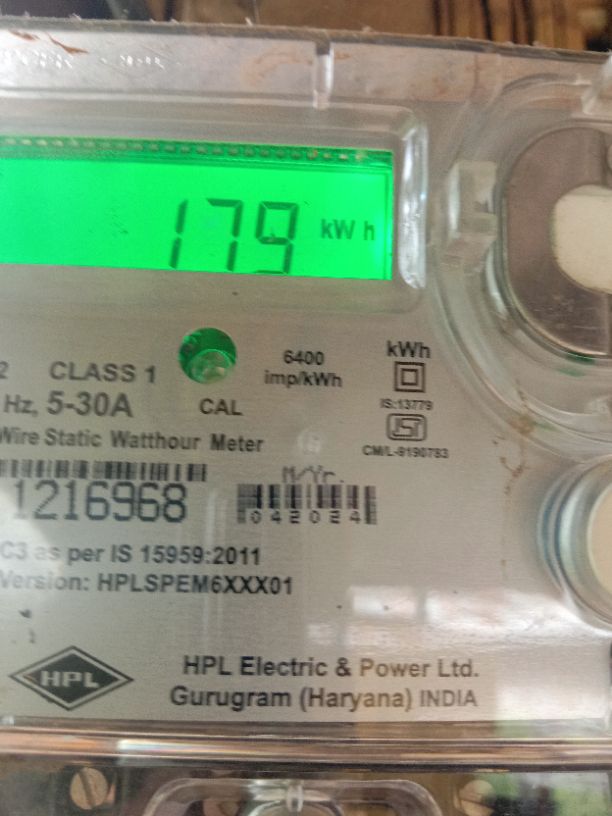 179 kWh
2 CLASS 1
6400
imp/kWh
kWh
IS:13779
Hz, 5-30A
CAL
ISI
CM/L-9190783
Wire Static Watthour Meter
M/Yr.
1216968
042024
C3 as per IS 15959:2011
Version: HPLSPEM6XXX01
HPL
HPL Electric & Power Ltd.
Gurugram (Haryana) INDIA